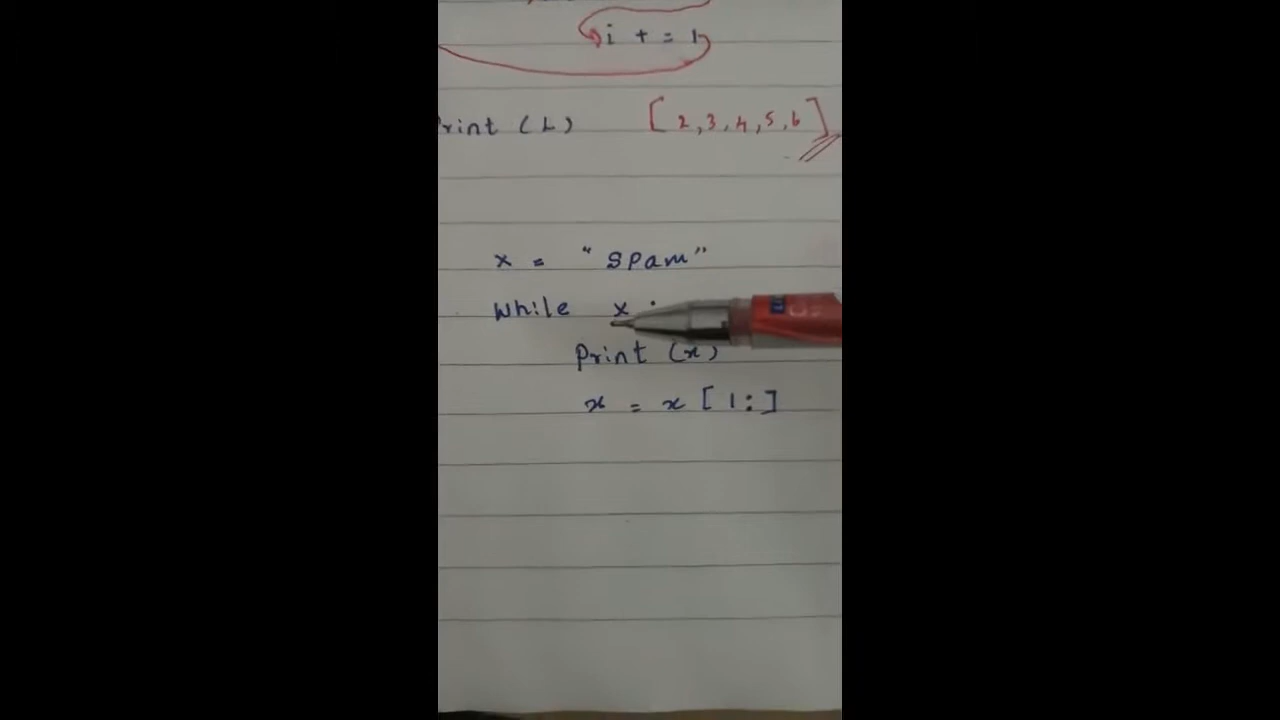 i + = 1
rint (L) [2,3,4,5,6]
x = "spam"
while x :
print (x)
x = x [1:]